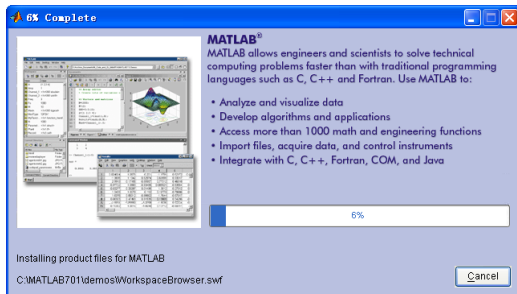 6% Complete
MATLAB®
MATLAB allows engineers and scientists to solve technical
computing problems faster than with traditional programming
languages such as C, C++ and Fortran. Use MATLAB to:
• Analyze and visualize data
• Develop algorithms and applications
• Access more than 1000 math and engineering functions
• Import files, acquire data, and control instruments
• Integrate with C, C++, Fortran, COM, and Java
6%
Installing product files for MATLAB
C:\MATLAB701\demos\WorkspaceBrowser.swf
Cancel